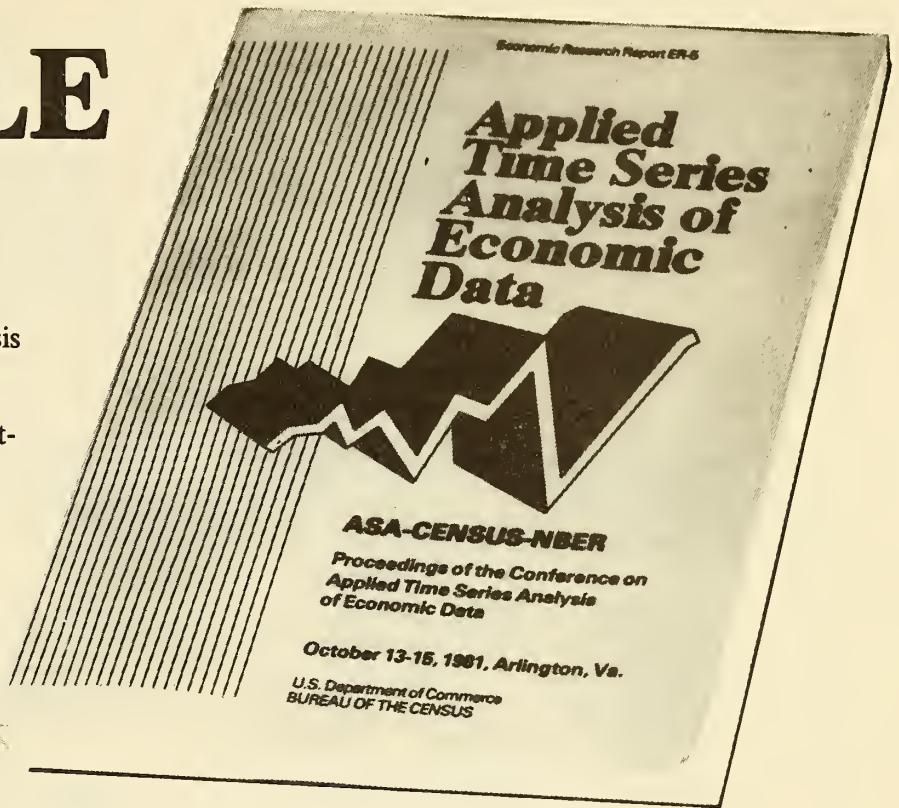 LE
sis
t-
Economic Research Report ER-5
Applied
Time Series
Analysis of
Economic
Data
ASA-CENSUS-NBER
Proceedings of the Conference on
Applied Time Series Analysis
of Economic Data
October 13-15, 1981, Arlington, Va.
U.S. Department of Commerce
BUREAU OF THE CENSUS